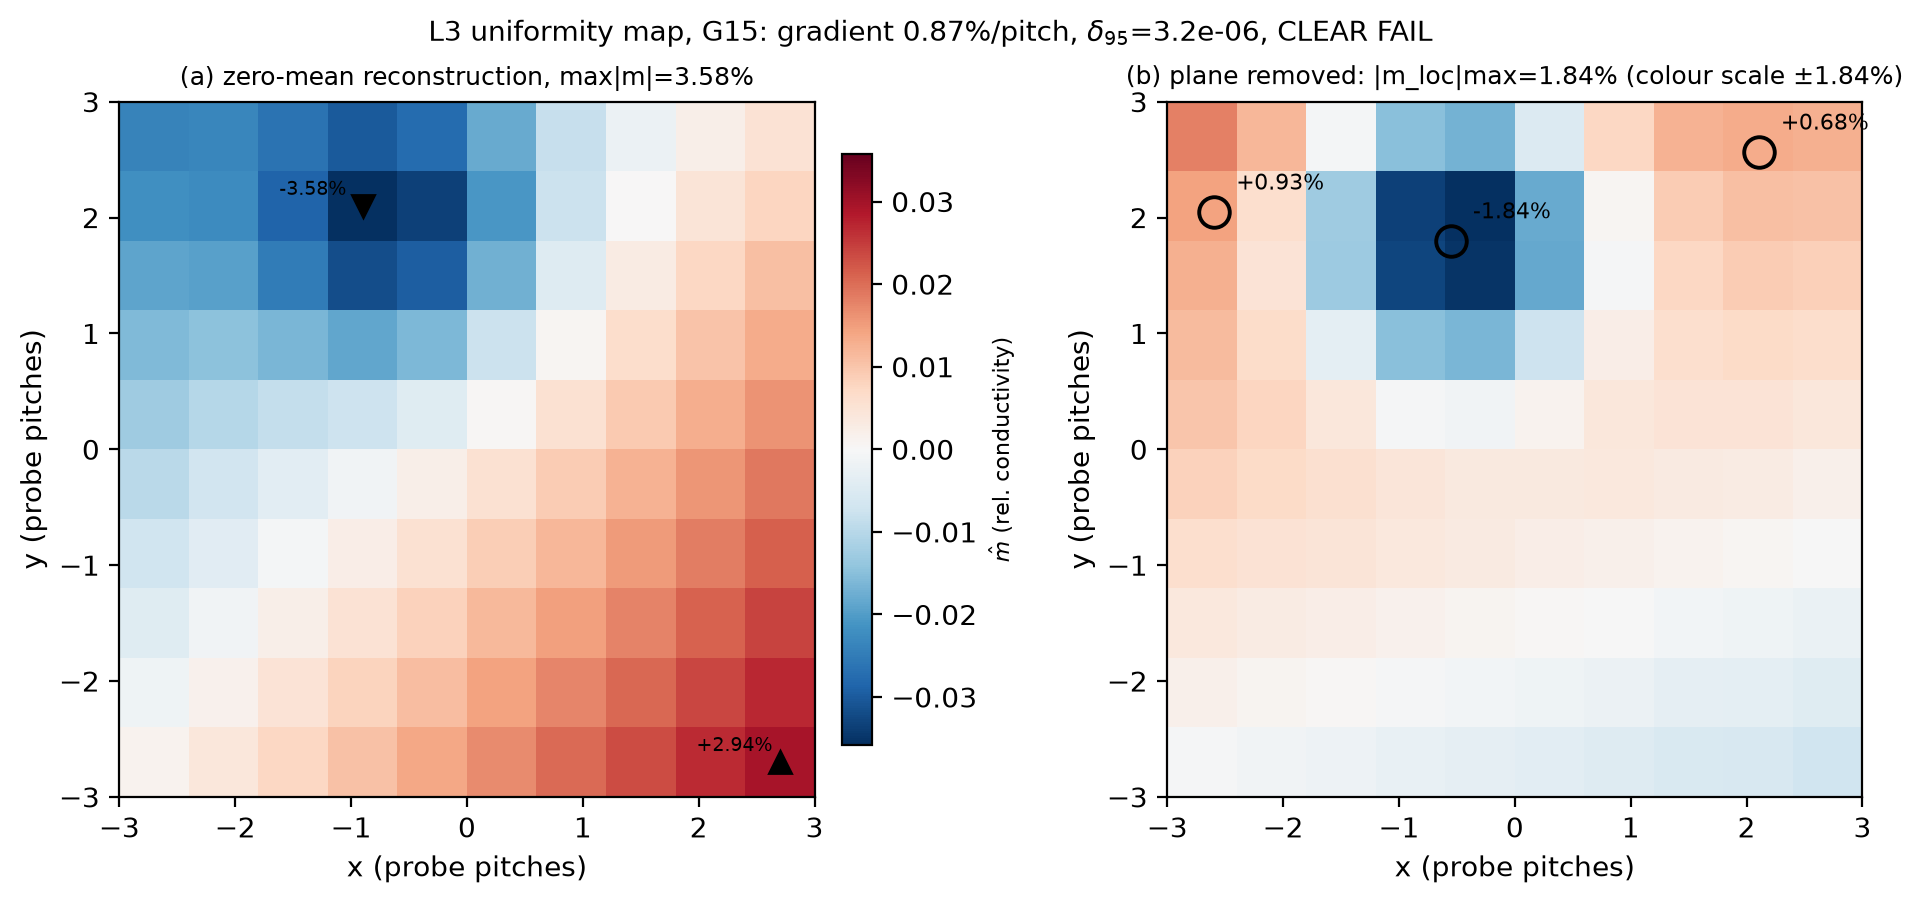 L3 uniformity map, G15: gradient 0.87%/pitch, δ₉₅=3.2e-06, CLEAR FAIL
(a) zero-mean reconstruction, max|m|=3.58%
3
2
1
0
−1
−2
−3
y (probe pitches)
-3.58%
+2.94%
−3 −2 −1 0 1 2 3
x (probe pitches)
0.03
0.02
0.01
0.00
−0.01
−0.02
−0.03
m̂ (rel. conductivity)
(b) plane removed: |m_loc|max=1.84% (colour scale ±1.84%)
3
2
1
0
−1
−2
−3
y (probe pitches)
+0.68%
+0.93%
-1.84%
−3 −2 −1 0 1 2 3
x (probe pitches)